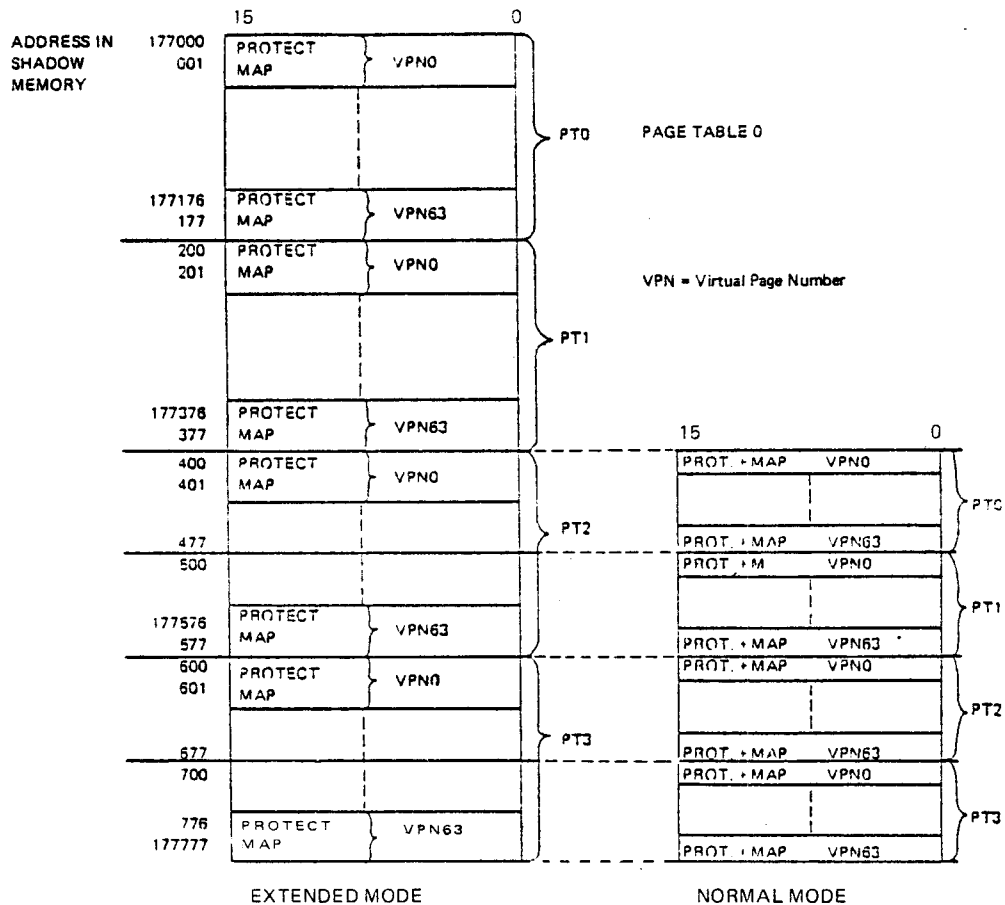 15 0
ADDRESS IN SHADOW MEMORY
177000 PROTECT
001 MAP VPN0
PT0 PAGE TABLE 0
177176 PROTECT
177 MAP VPN63
200 PROTECT
201 MAP VPN0
VPN = Virtual Page Number
PT1
177376 PROTECT
377 MAP VPN63
15 0
400 PROTECT
401 MAP VPN0
PROT. + MAP VPN0
PT2
477
PROT. + MAP VPN63
500
PROT. + M VPN0
PT1
177576 PROTECT
577 MAP VPN63
PROT. + MAP VPN63
600 PROTECT
601 MAP VPN0
PROT. + MAP VPN0
PT2
PT3
677
PROT. + MAP VPN63
700
PROT. + MAP VPN0
PT3
776 PROTECT
177777 MAP VPN63
PROT. + MAP VPN63
EXTENDED MODE NORMAL MODE